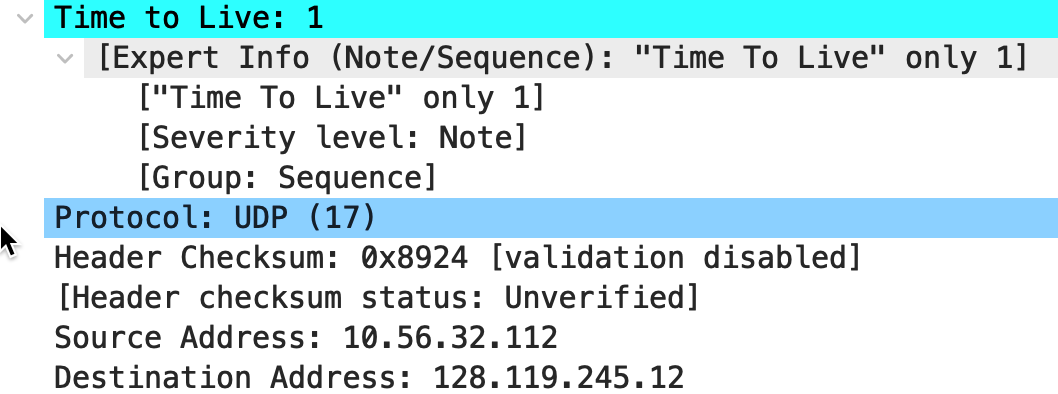 Time to Live: 1
[Expert Info (Note/Sequence): "Time To Live" only 1]
["Time To Live" only 1]
[Severity level: Note]
[Group: Sequence]
Protocol: UDP (17)
Header Checksum: 0x8924 [validation disabled]
[Header checksum status: Unverified]
Source Address: 10.56.32.112
Destination Address: 128.119.245.12